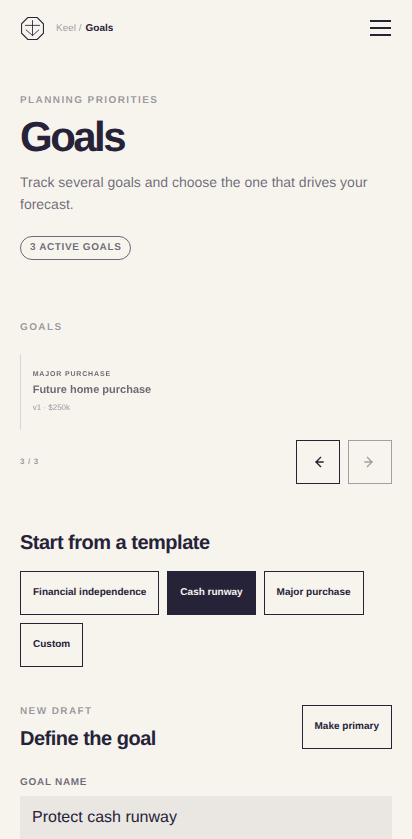 Keel / Goals
PLANNING PRIORITIES
Goals
Track several goals and choose the one that drives your
forecast.
3 ACTIVE GOALS
GOALS
MAJOR PURCHASE
Future home purchase
v1 · $250k
3 / 3
Start from a template
Financial independence
Cash runway
Major purchase
Custom
NEW DRAFT
Define the goal
Make primary
GOAL NAME
Protect cash runway